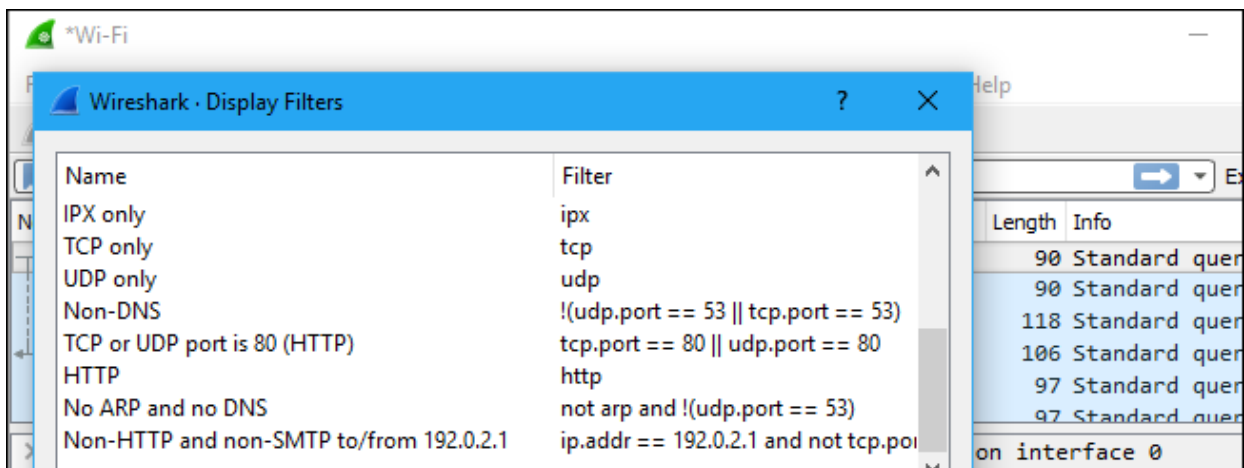 *Wi-Fi
Help
Wireshark · Display Filters ?
Name Filter
IPX only ipx
TCP only tcp
UDP only udp
Non-DNS !(udp.port == 53 || tcp.port == 53)
TCP or UDP port is 80 (HTTP) tcp.port == 80 || udp.port == 80
HTTP http
No ARP and no DNS not arp and !(udp.port == 53)
Non-HTTP and non-SMTP to/from 192.0.2.1 ip.addr == 192.0.2.1 and not tcp.por
Length Info
90 Standard quer
90 Standard quer
118 Standard quer
106 Standard quer
97 Standard quer
97 Standard quer
on interface 0